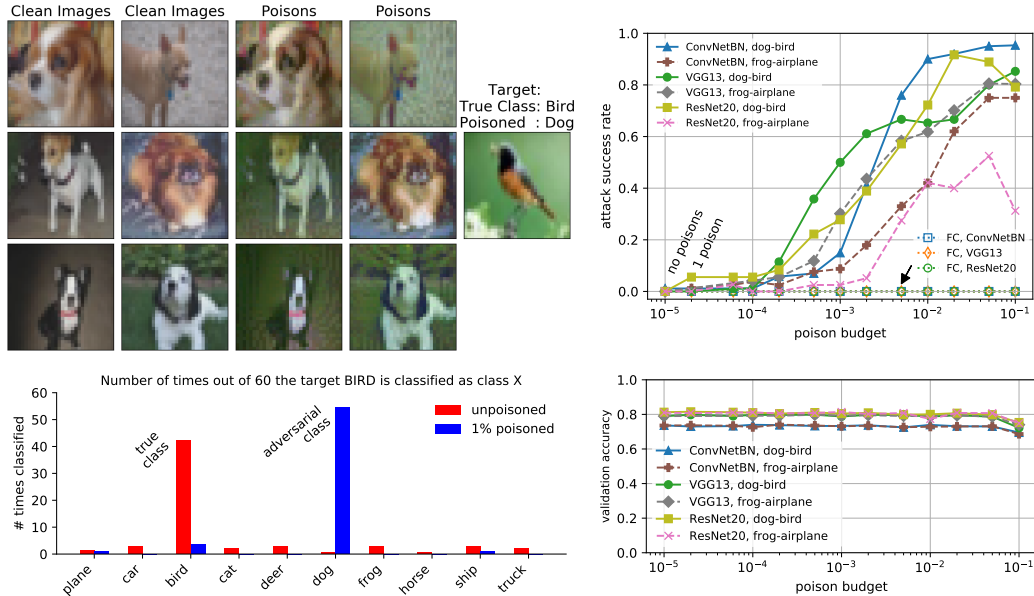 Clean Images
Clean Images
Poisons
Poisons
Target:
True Class: Bird
Poisoned : Dog
Number of times out of 60 the target BIRD is classified as class X
# times classified
60
50
40
30
20
10
0
true
class
adversarial
class
unpoisoned
1% poisoned
plane
car
bird
cat
deer
dog
frog
horse
ship
truck
attack success rate
1.0
0.8
0.6
0.4
0.2
0.0
ConvNetBN, dog-bird
ConvNetBN, frog-airplane
VGG13, dog-bird
VGG13, frog-airplane
ResNet20, dog-bird
ResNet20, frog-airplane
no poisons
1 poison
FC, ConvNetBN
FC, VGG13
FC, ResNet20
10⁻⁵
10⁻⁴
10⁻³
10⁻²
10⁻¹
poison budget
validation accuracy
1.0
0.8
0.6
0.4
0.2
0.0
ConvNetBN, dog-bird
ConvNetBN, frog-airplane
VGG13, dog-bird
VGG13, frog-airplane
ResNet20, dog-bird
ResNet20, frog-airplane
10⁻⁵
10⁻⁴
10⁻³
10⁻²
10⁻¹
poison budget